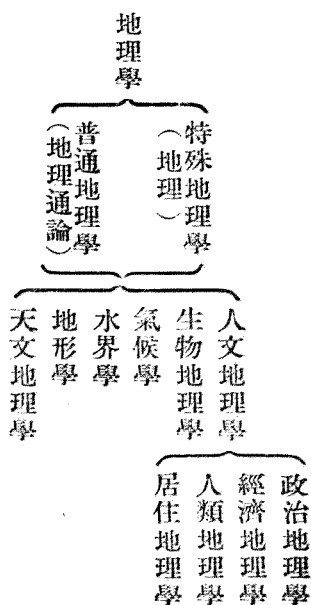 地理學
特殊地理學
(地理)
普通地理學
(地理通論)
人文地理學
生物地理學
氣候學
水界學
地形學
天文地理學
政治地理學
經濟地理學
人類地理學
居住地理學